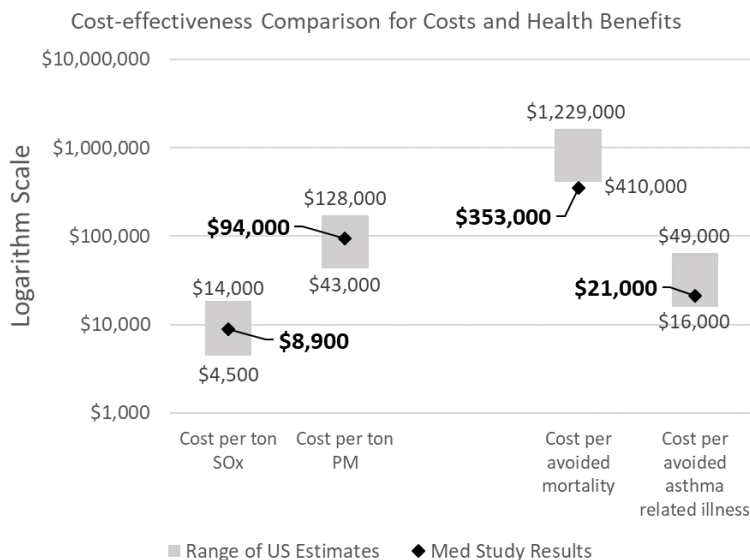 Cost-effectiveness Comparison for Costs and Health Benefits
Logarithm Scale
$10,000,000
$1,000,000
$100,000
$10,000
$1,000
$14,000
$8,900
$4,500
$128,000
$94,000
$43,000
$1,229,000
$410,000
$353,000
$49,000
$21,000
$16,000
Cost per ton
SOx
Cost per ton
PM
Cost per
avoided
mortality
Cost per
avoided
asthma
related illness
Range of US Estimates
Med Study Results